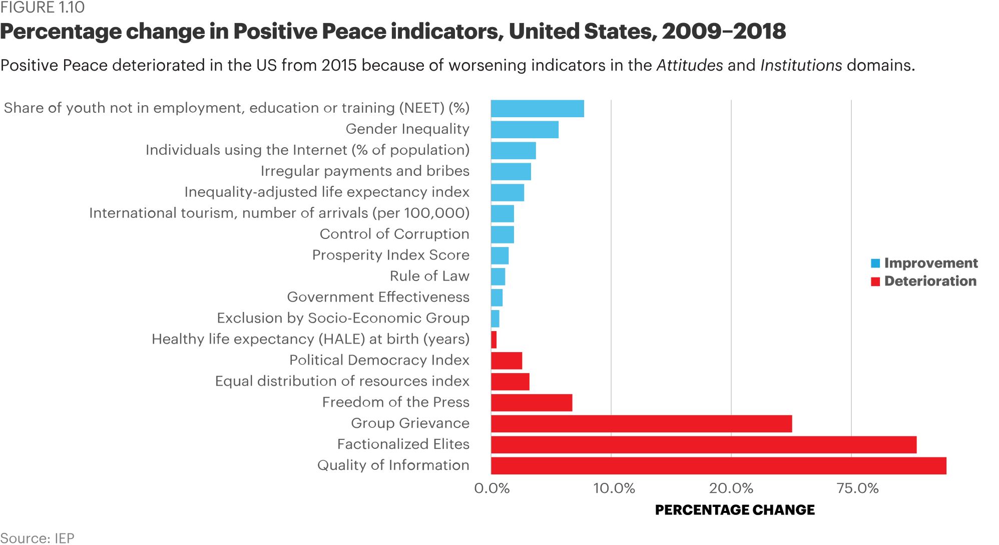 FIGURE 1.10
Percentage change in Positive Peace indicators, United States, 2009–2018
Positive Peace deteriorated in the US from 2015 because of worsening indicators in the Attitudes and Institutions domains.
Share of youth not in employment, education or training (NEET) (%)
Gender Inequality
Individuals using the Internet (% of population)
Irregular payments and bribes
Inequality-adjusted life expectancy index
International tourism, number of arrivals (per 100,000)
Control of Corruption
Prosperity Index Score
Rule of Law
Government Effectiveness
Exclusion by Socio-Economic Group
Healthy life expectancy (HALE) at birth (years)
Political Democracy Index
Equal distribution of resources index
Freedom of the Press
Group Grievance
Factionalized Elites
Quality of Information
Improvement
Deterioration
0.0% 10.0% 20.0% 75.0%
PERCENTAGE CHANGE
Source: IEP